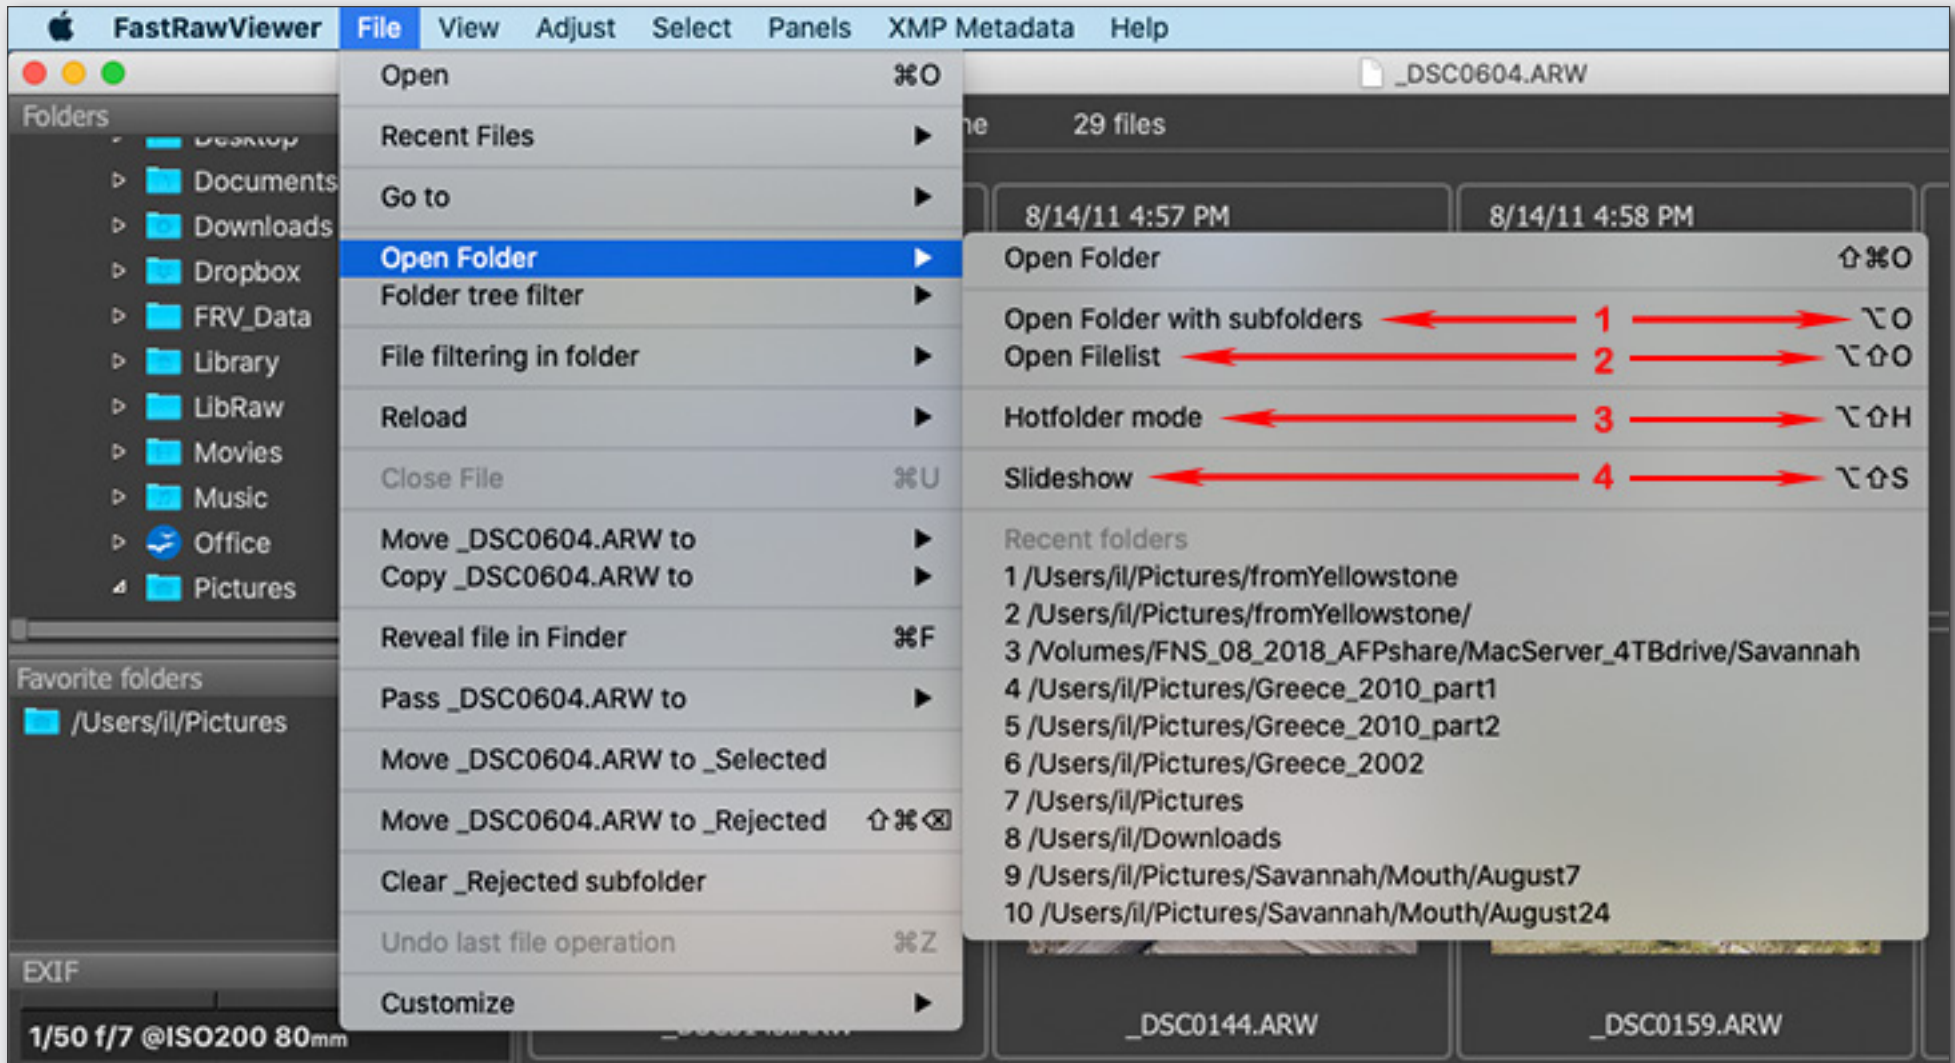 FastRawViewer File View Adjust Select Panels XMP Metadata Help
_DSC0604.ARW
Folders
29 files
Desktop
Documents
Downloads
Dropbox
FRV_Data
Library
LibRaw
Movies
Music
Office
Pictures
Favorite folders
/Users/il/Pictures
EXIF
1/50 f/7 @ISO200 80mm
Open ⌘O
Recent Files ▶
Go to ▶
Open Folder ▶
Folder tree filter ▶
File filtering in folder ▶
Reload ▶
Close File ⌘U
Move _DSC0604.ARW to ▶
Copy _DSC0604.ARW to ▶
Reveal file in Finder ⌘F
Pass _DSC0604.ARW to ▶
Move _DSC0604.ARW to _Selected
Move _DSC0604.ARW to _Rejected ⇧⌘⌫
Clear _Rejected subfolder
Undo last file operation ⌘Z
Customize ▶
8/14/11 4:57 PM
8/14/11 4:58 PM
Open Folder ⇧⌘O
Open Folder with subfolders 1 ⌥O
Open Filelist 2 ⌥⇧O
Hotfolder mode 3 ⌥⇧H
Slideshow 4 ⌥⇧S
Recent folders
1 /Users/il/Pictures/fromYellowstone
2 /Users/il/Pictures/fromYellowstone/
3 /Volumes/FNS_08_2018_AFPshare/MacServer_4TBdrive/Savannah
4 /Users/il/Pictures/Greece_2010_part1
5 /Users/il/Pictures/Greece_2010_part2
6 /Users/il/Pictures/Greece_2002
7 /Users/il/Pictures
8 /Users/il/Downloads
9 /Users/il/Pictures/Savannah/Mouth/August7
10 /Users/il/Pictures/Savannah/Mouth/August24
_DSC0144.ARW
_DSC0159.ARW